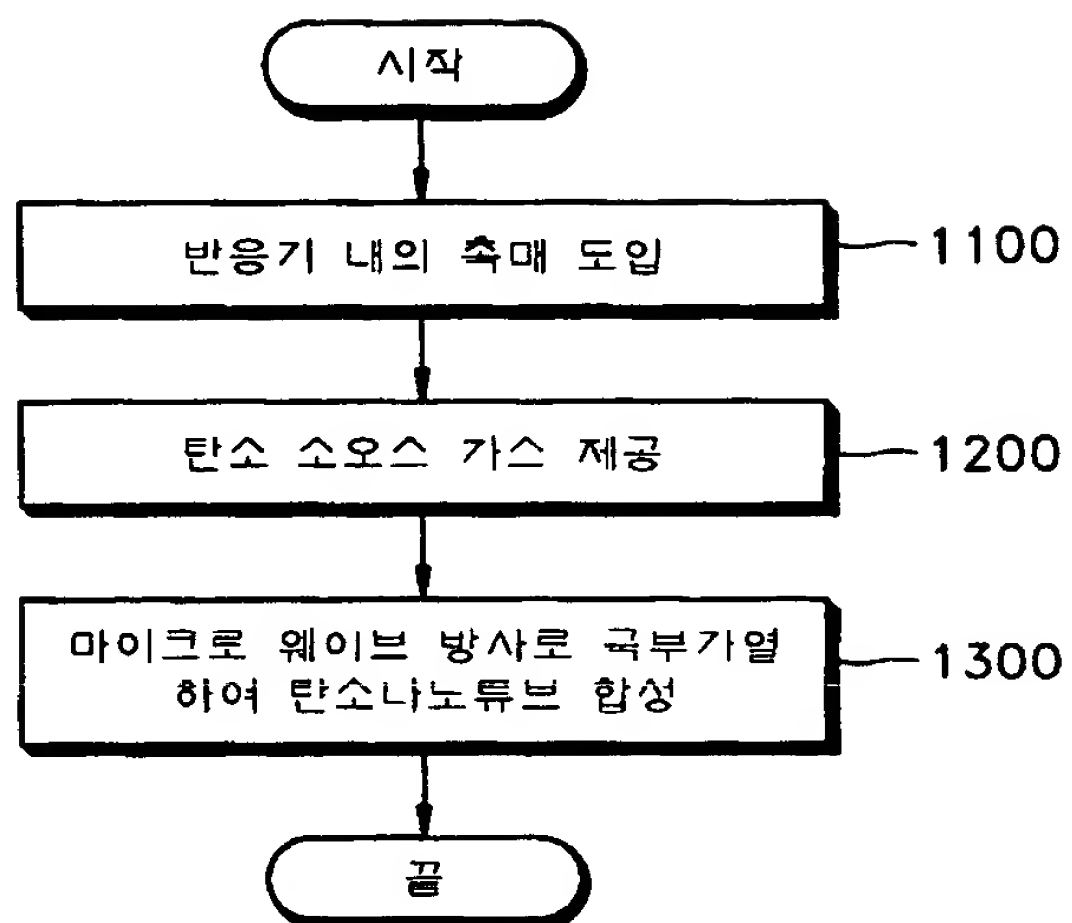 시작
반응기 내의 촉매 도입
1100
탄소 소오스 가스 제공
1200
마이크로 웨이브 방사로 국부가열
하여 탄소나노튜브 합성
1300
끝